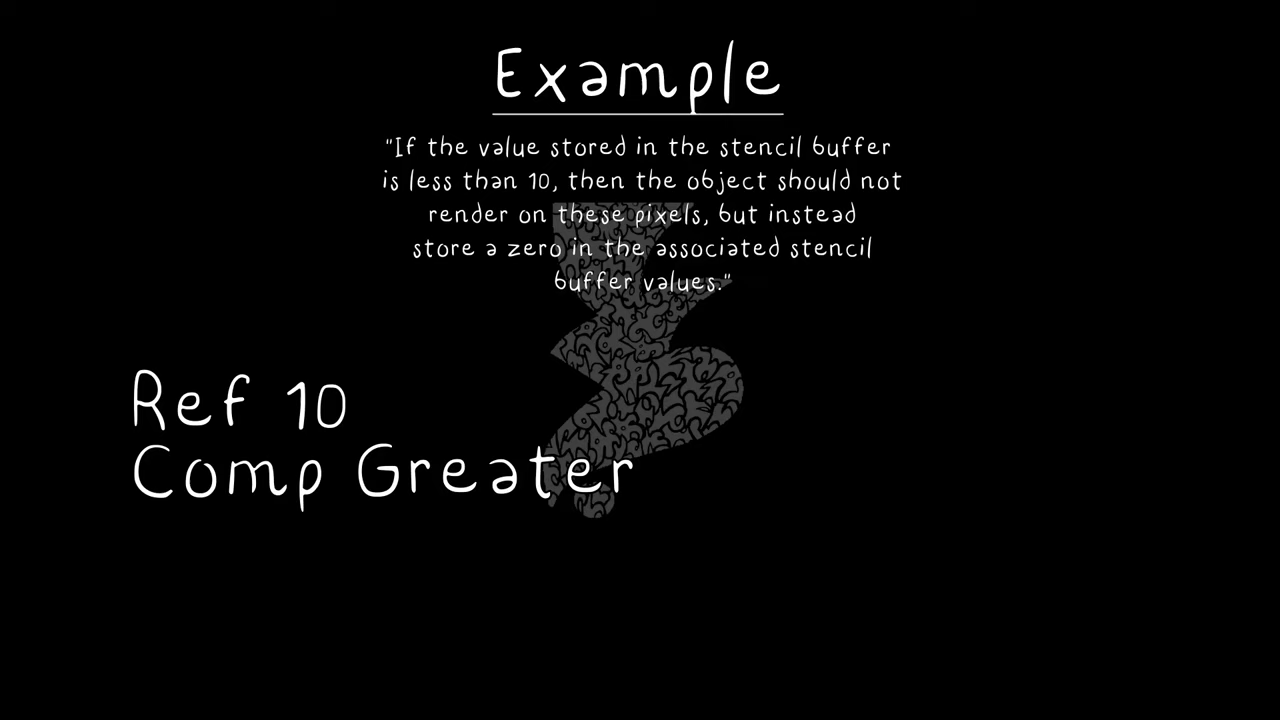 Example
"If the value stored in the stencil buffer
is less than 10, then the object should not
render on these pixels, but instead
store a zero in the associated stencil
buffer values."
Ref 10
Comp Greater